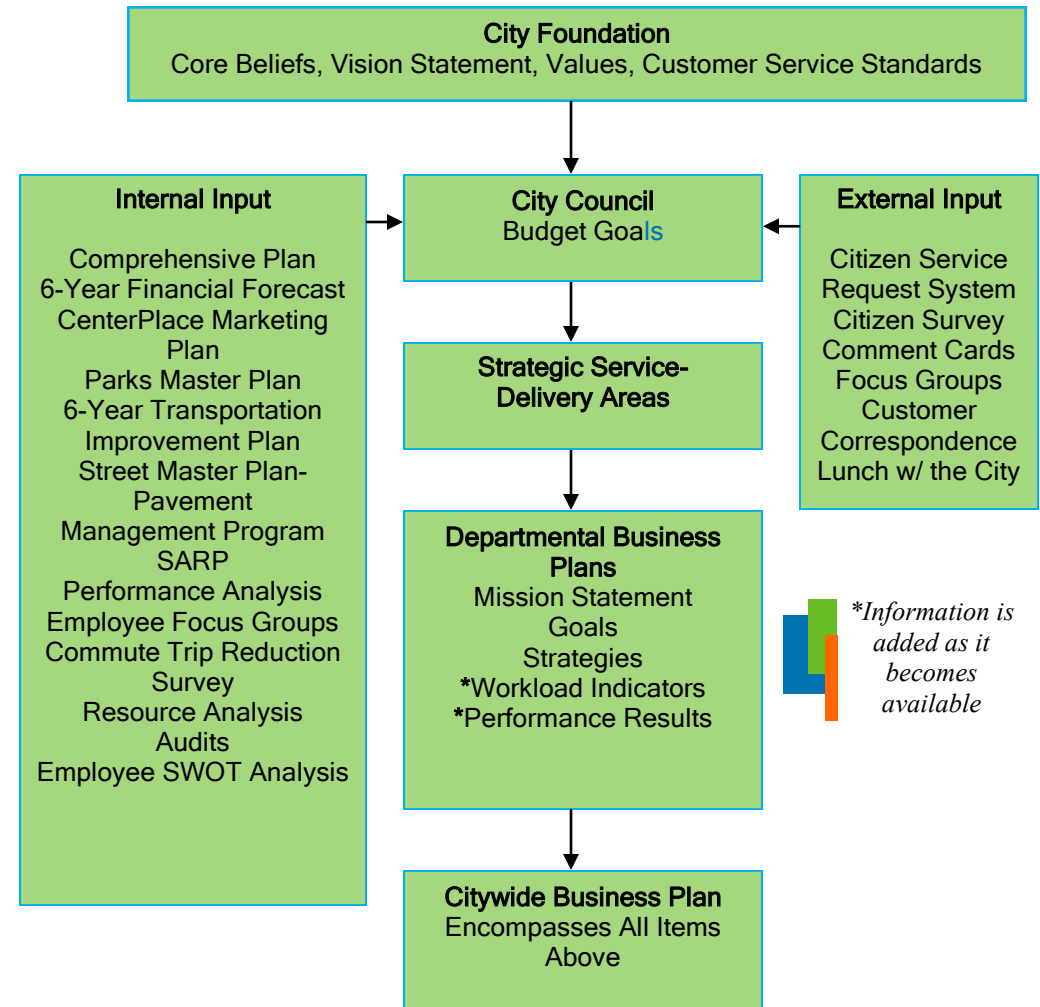 City Foundation
Core Beliefs, Vision Statement, Values, Customer Service Standards
Internal Input
Comprehensive Plan
6-Year Financial Forecast
CenterPlace Marketing
Plan
Parks Master Plan
6-Year Transportation
Improvement Plan
Street Master Plan-
Pavement
Management Program
SARP
Performance Analysis
Employee Focus Groups
Commute Trip Reduction
Survey
Resource Analysis
Audits
Employee SWOT Analysis
City Council
Budget Goals
External Input
Citizen Service
Request System
Citizen Survey
Comment Cards
Focus Groups
Customer
Correspondence
Lunch w/ the City
Strategic Service-
Delivery Areas
Departmental Business
Plans
Mission Statement
Goals
Strategies
*Workload Indicators
*Performance Results
*Information is
added as it
becomes
available
Citywide Business Plan
Encompasses All Items
Above